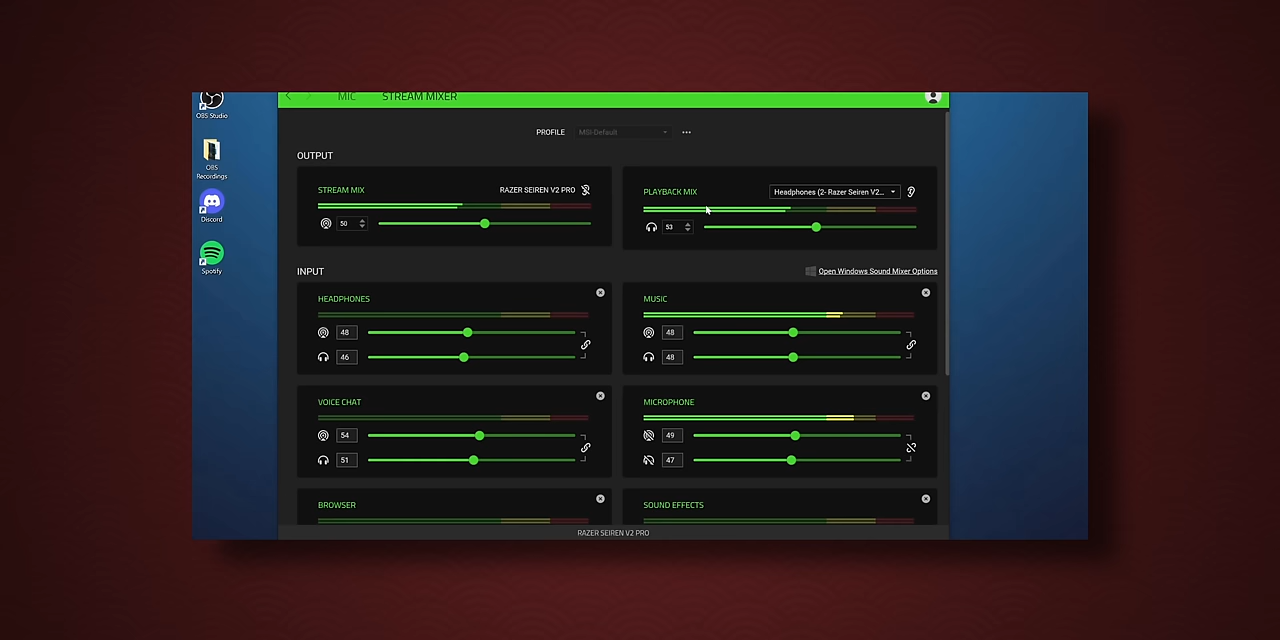 MIC STREAM MIXER
OBS Studio
OBS
Recordings
Discord
Spotify
PROFILE MSI-Default
OUTPUT
STREAM MIX RAZER SEIREN V2 PRO
50
PLAYBACK MIX Headphones (2- Razer Seiren V2...
53
INPUT
Open Windows Sound Mixer Options
HEADPHONES
48
46
MUSIC
48
48
VOICE CHAT
54
51
MICROPHONE
49
47
BROWSER
SOUND EFFECTS
RAZER SEIREN V2 PRO